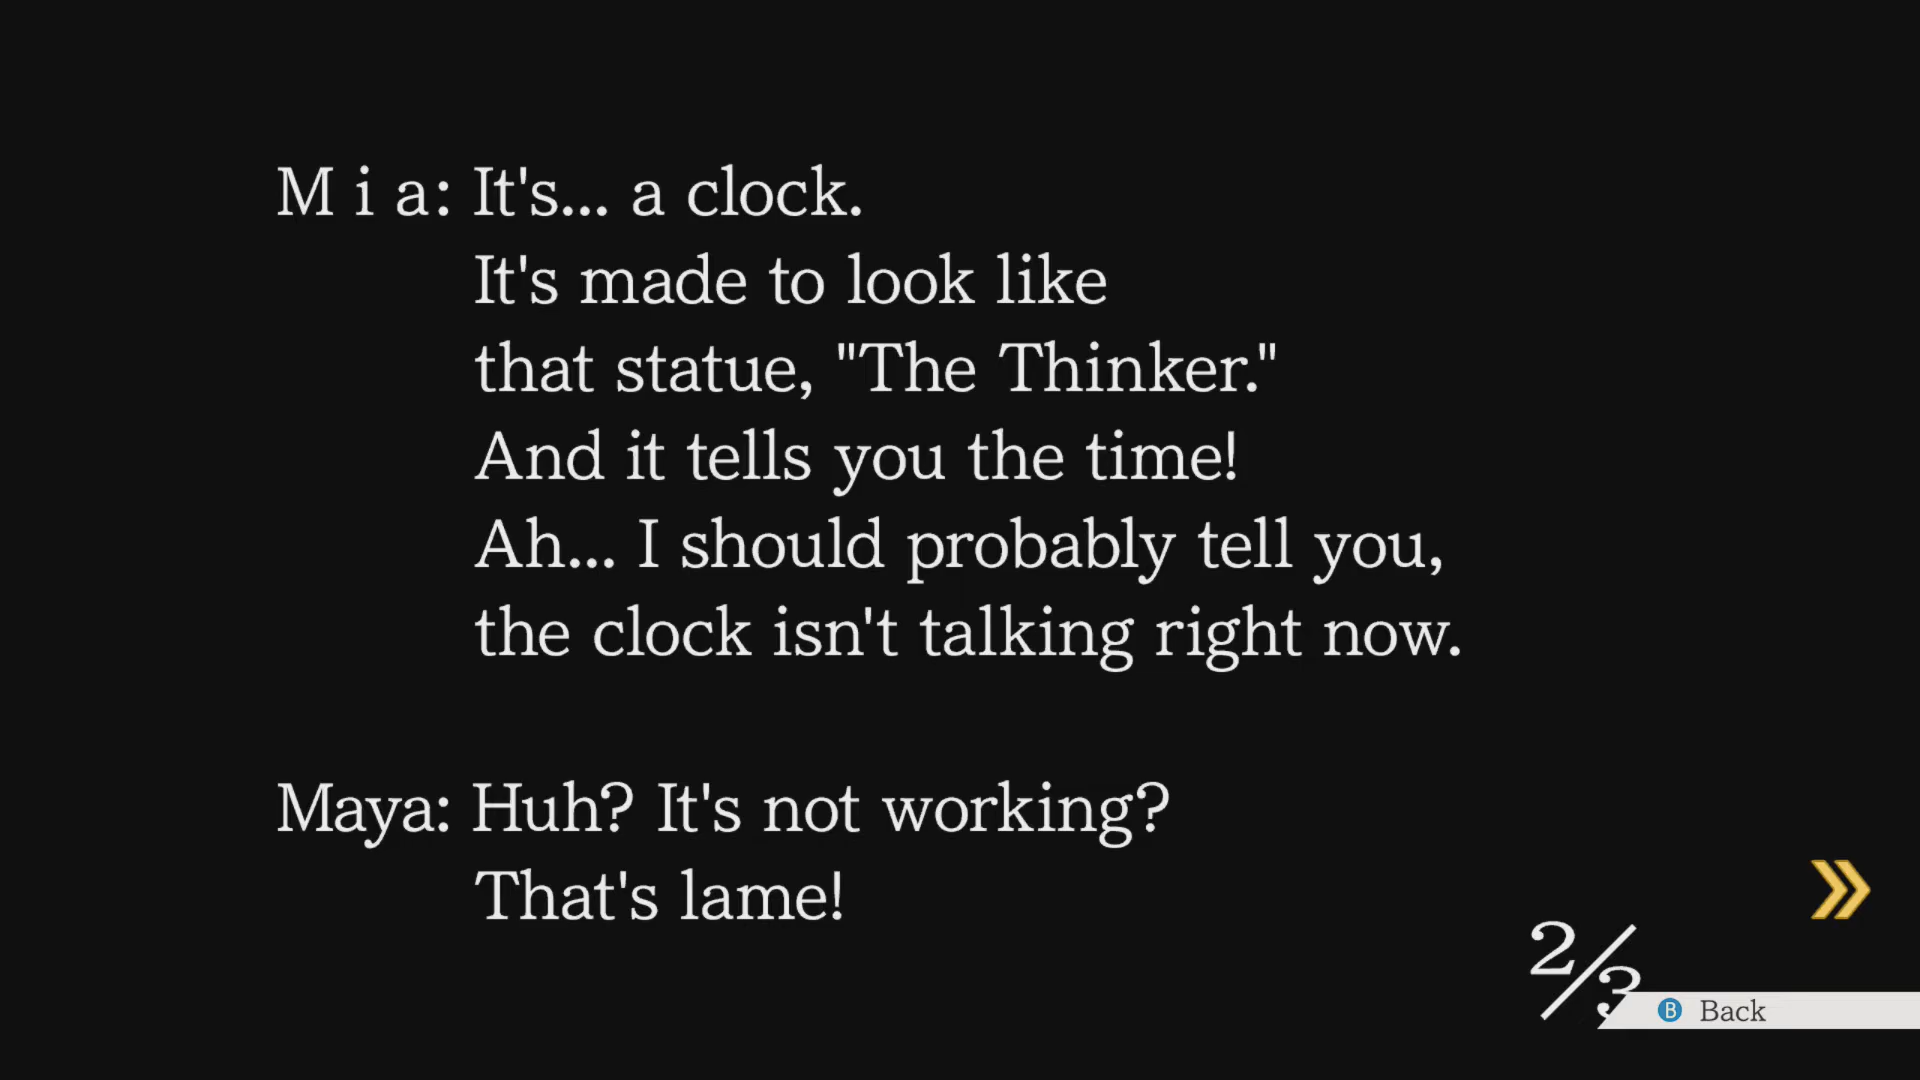 M i a: It's... a clock.
It's made to look like
that statue, "The Thinker."
And it tells you the time!
Ah... I should probably tell you,
the clock isn't talking right now.
Maya: Huh? It's not working?
That's lame!
2/3
B Back